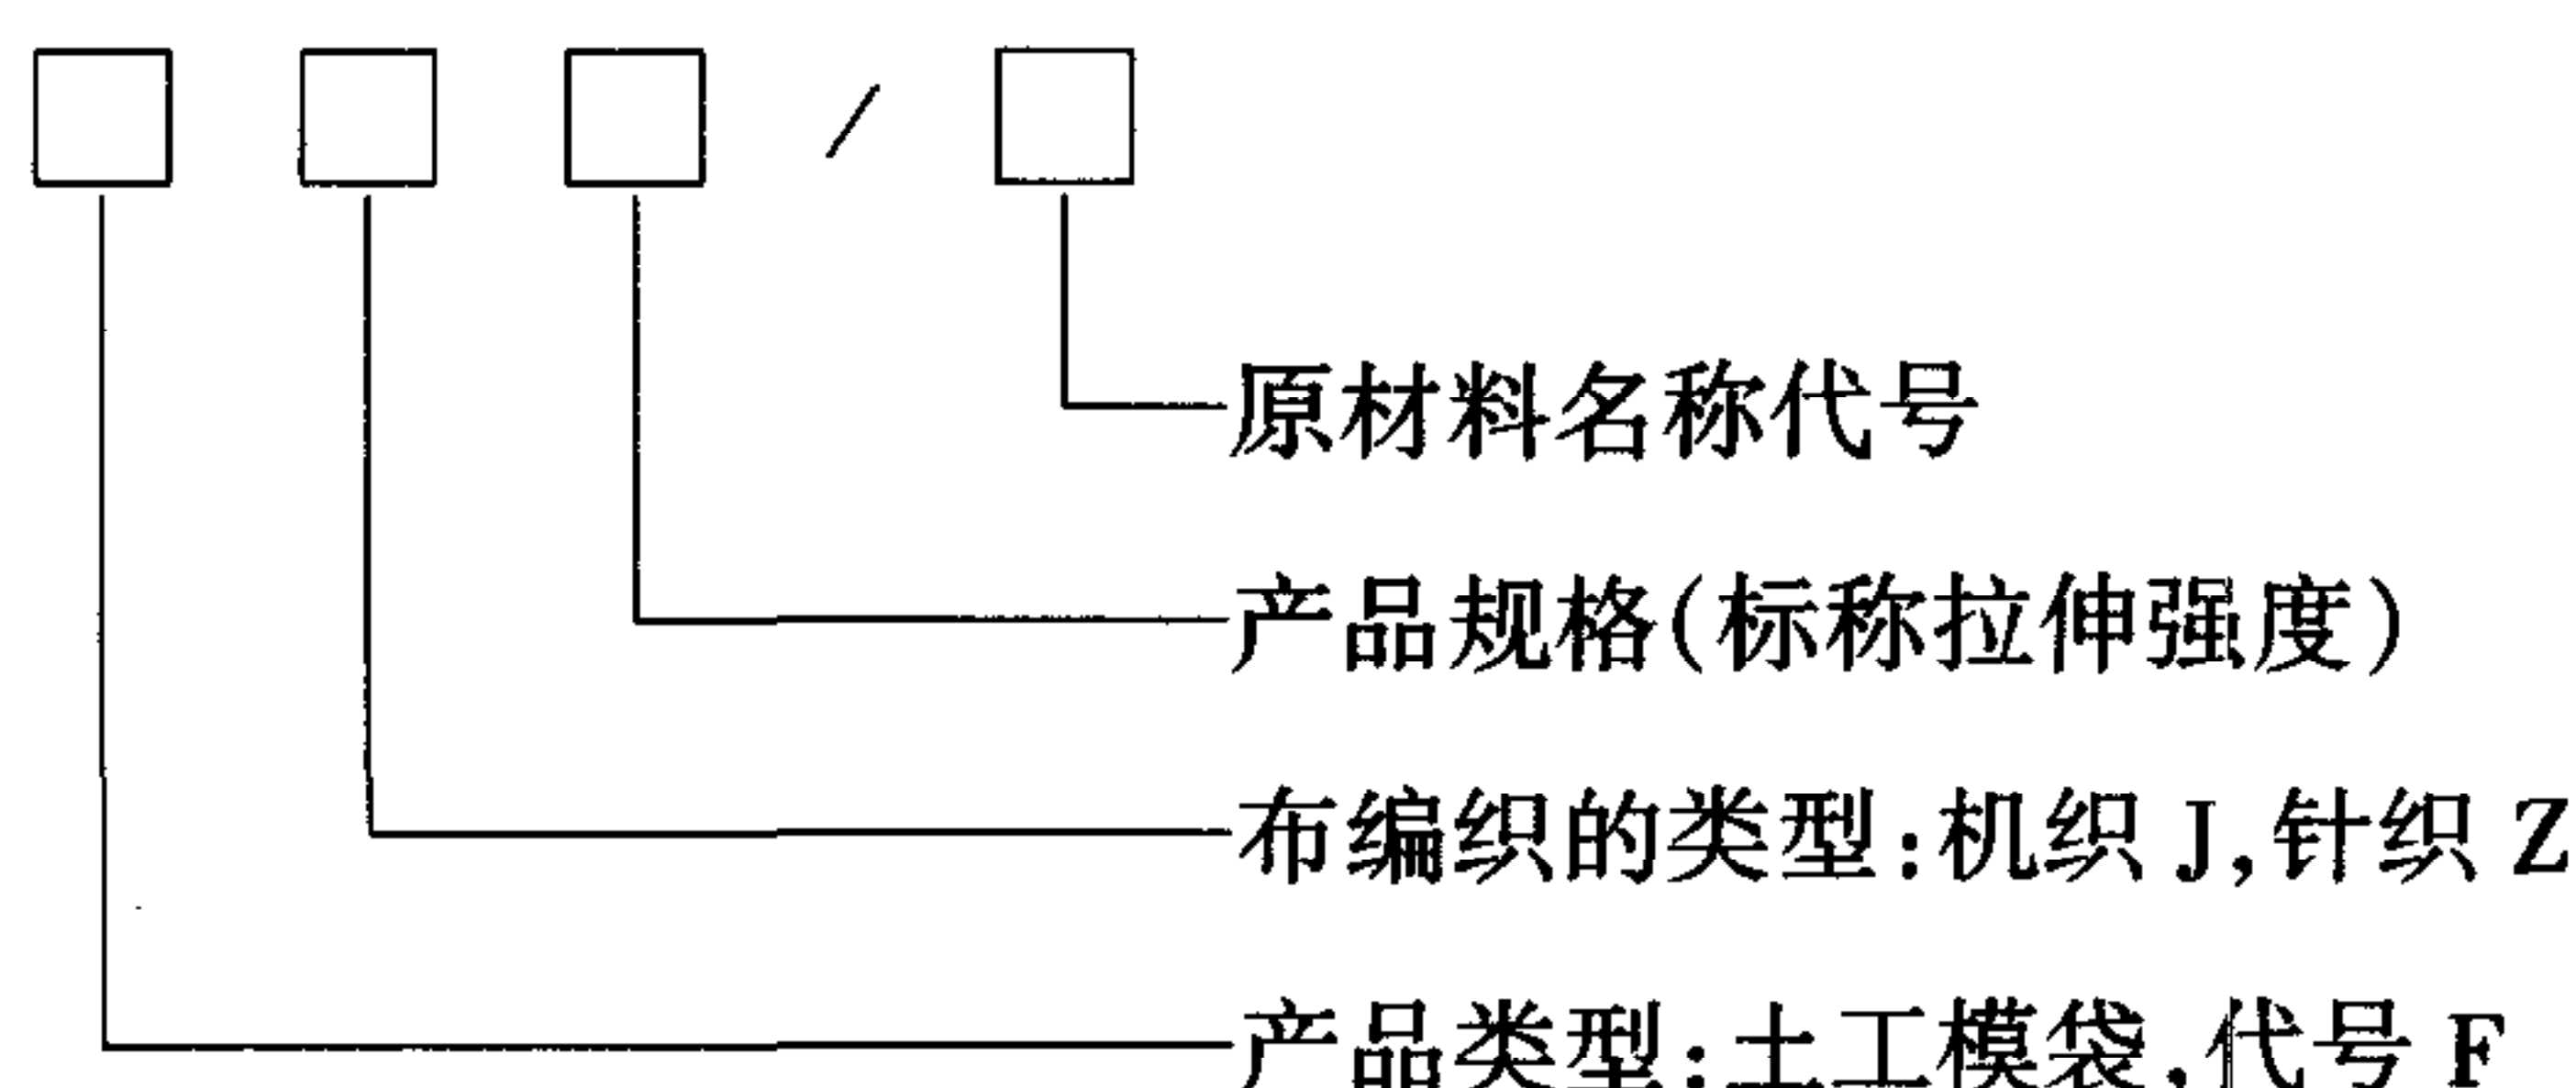 □ □ □ / □
原材料名称代号
产品规格(标称拉伸强度)
布编织的类型:机织 J,针织 Z
产品类型:土工模袋,代号 F